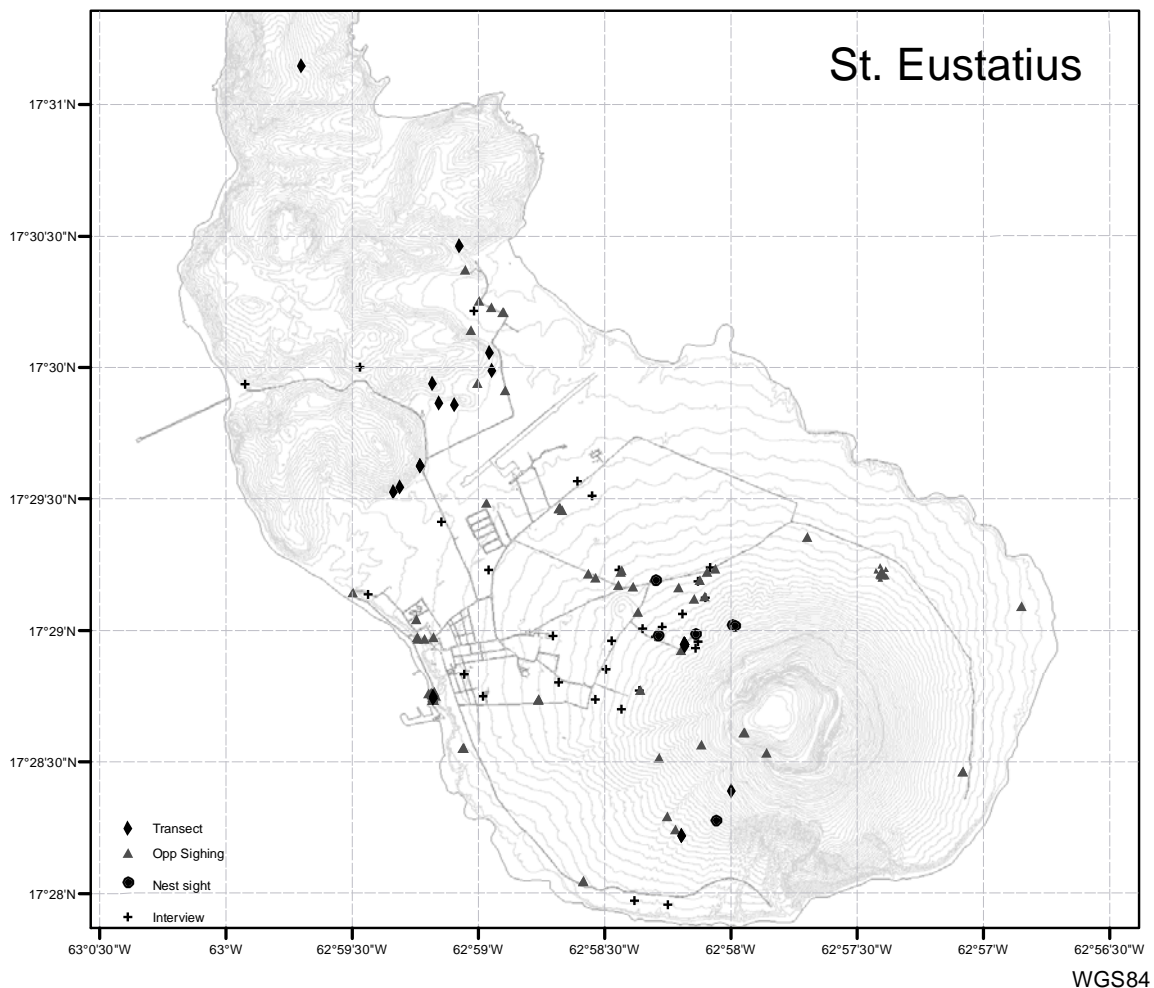 St. Eustatius
17°31'N
17°30'30"N
17°30'N
17°29'30"N
17°29'N
17°28'30"N
17°28'N
Transect
Opp Sighing
Nest sight
Interview
63°0'30"W 63°W 62°59'30"W 62°59'W 62°58'30"W 62°58'W 62°57'30"W 62°57'W 62°56'30"W
WGS84